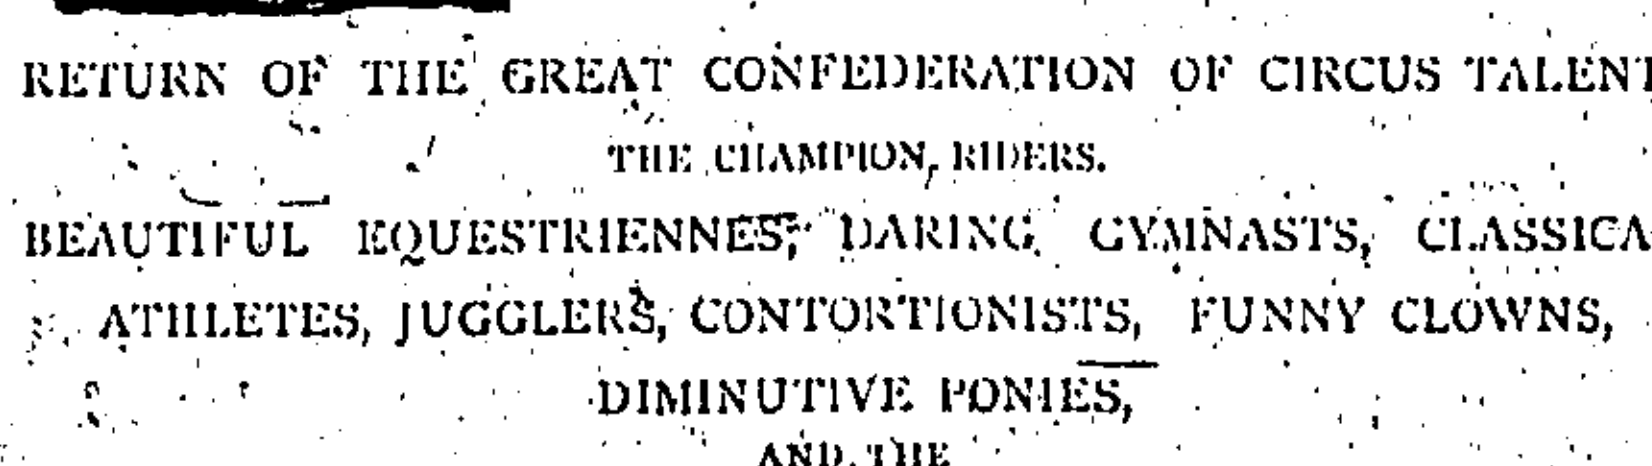 RETURN OF THE GREAT CONFEDERATION OF CIRCUS TALENT
THE CHAMPION RIDERS.
BEAUTIFUL EQUESTRIENNES, DARING GYMNASTS, CLASSICA
ATHLETES, JUGGLERS, CONTORTIONISTS, FUNNY CLOWNS,
DIMINUTIVE PONIES,
AND THE